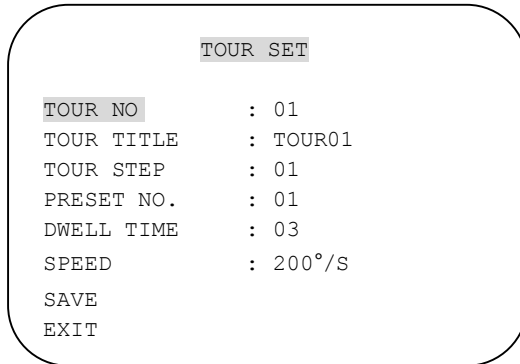 TOUR SET
TOUR NO : 01
TOUR TITLE : TOUR01
TOUR STEP : 01
PRESET NO. : 01
DWELL TIME : 03
SPEED : 200°/S
SAVE
EXIT